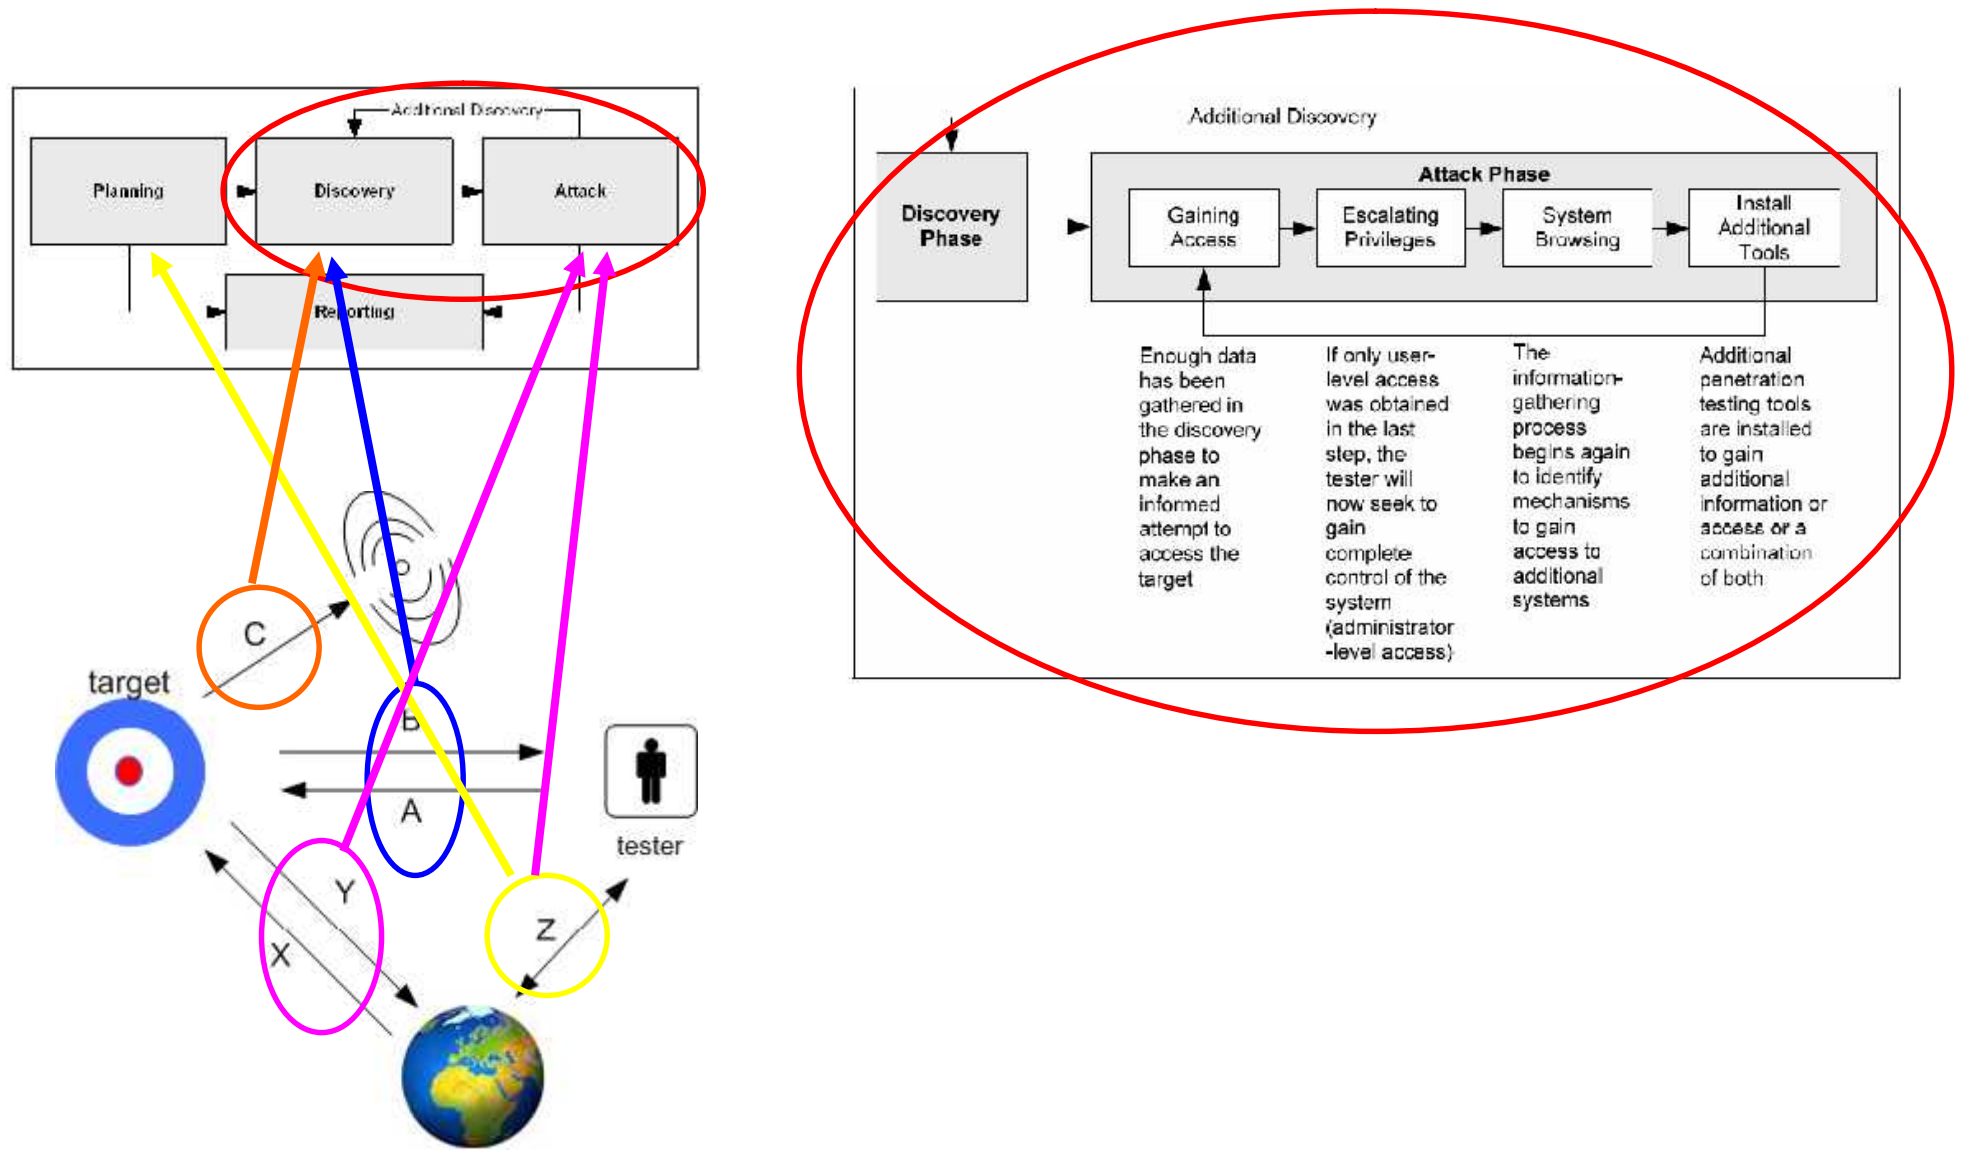 Additional Discovery
Planning
Discovery
Attack
Reporting
C
target
B
A
tester
Y
X
Z
Additional Discovery
Discovery
Phase
Attack Phase
Gaining
Access
Escalating
Privileges
System
Browsing
Install
Additional
Tools
Enough data
has been
gathered in
the discovery
phase to
make an
informed
attempt to
access the
target
If only user-
level access
was obtained
in the last
step, the
tester will
now seek to
gain
complete
control of the
system
(administrator
-level access)
The
information-
gathering
process
begins again
to identify
mechanisms
to gain
access to
additional
systems
Additional
penetration
testing tools
are installed
to gain
additional
information or
access or a
combination
of both